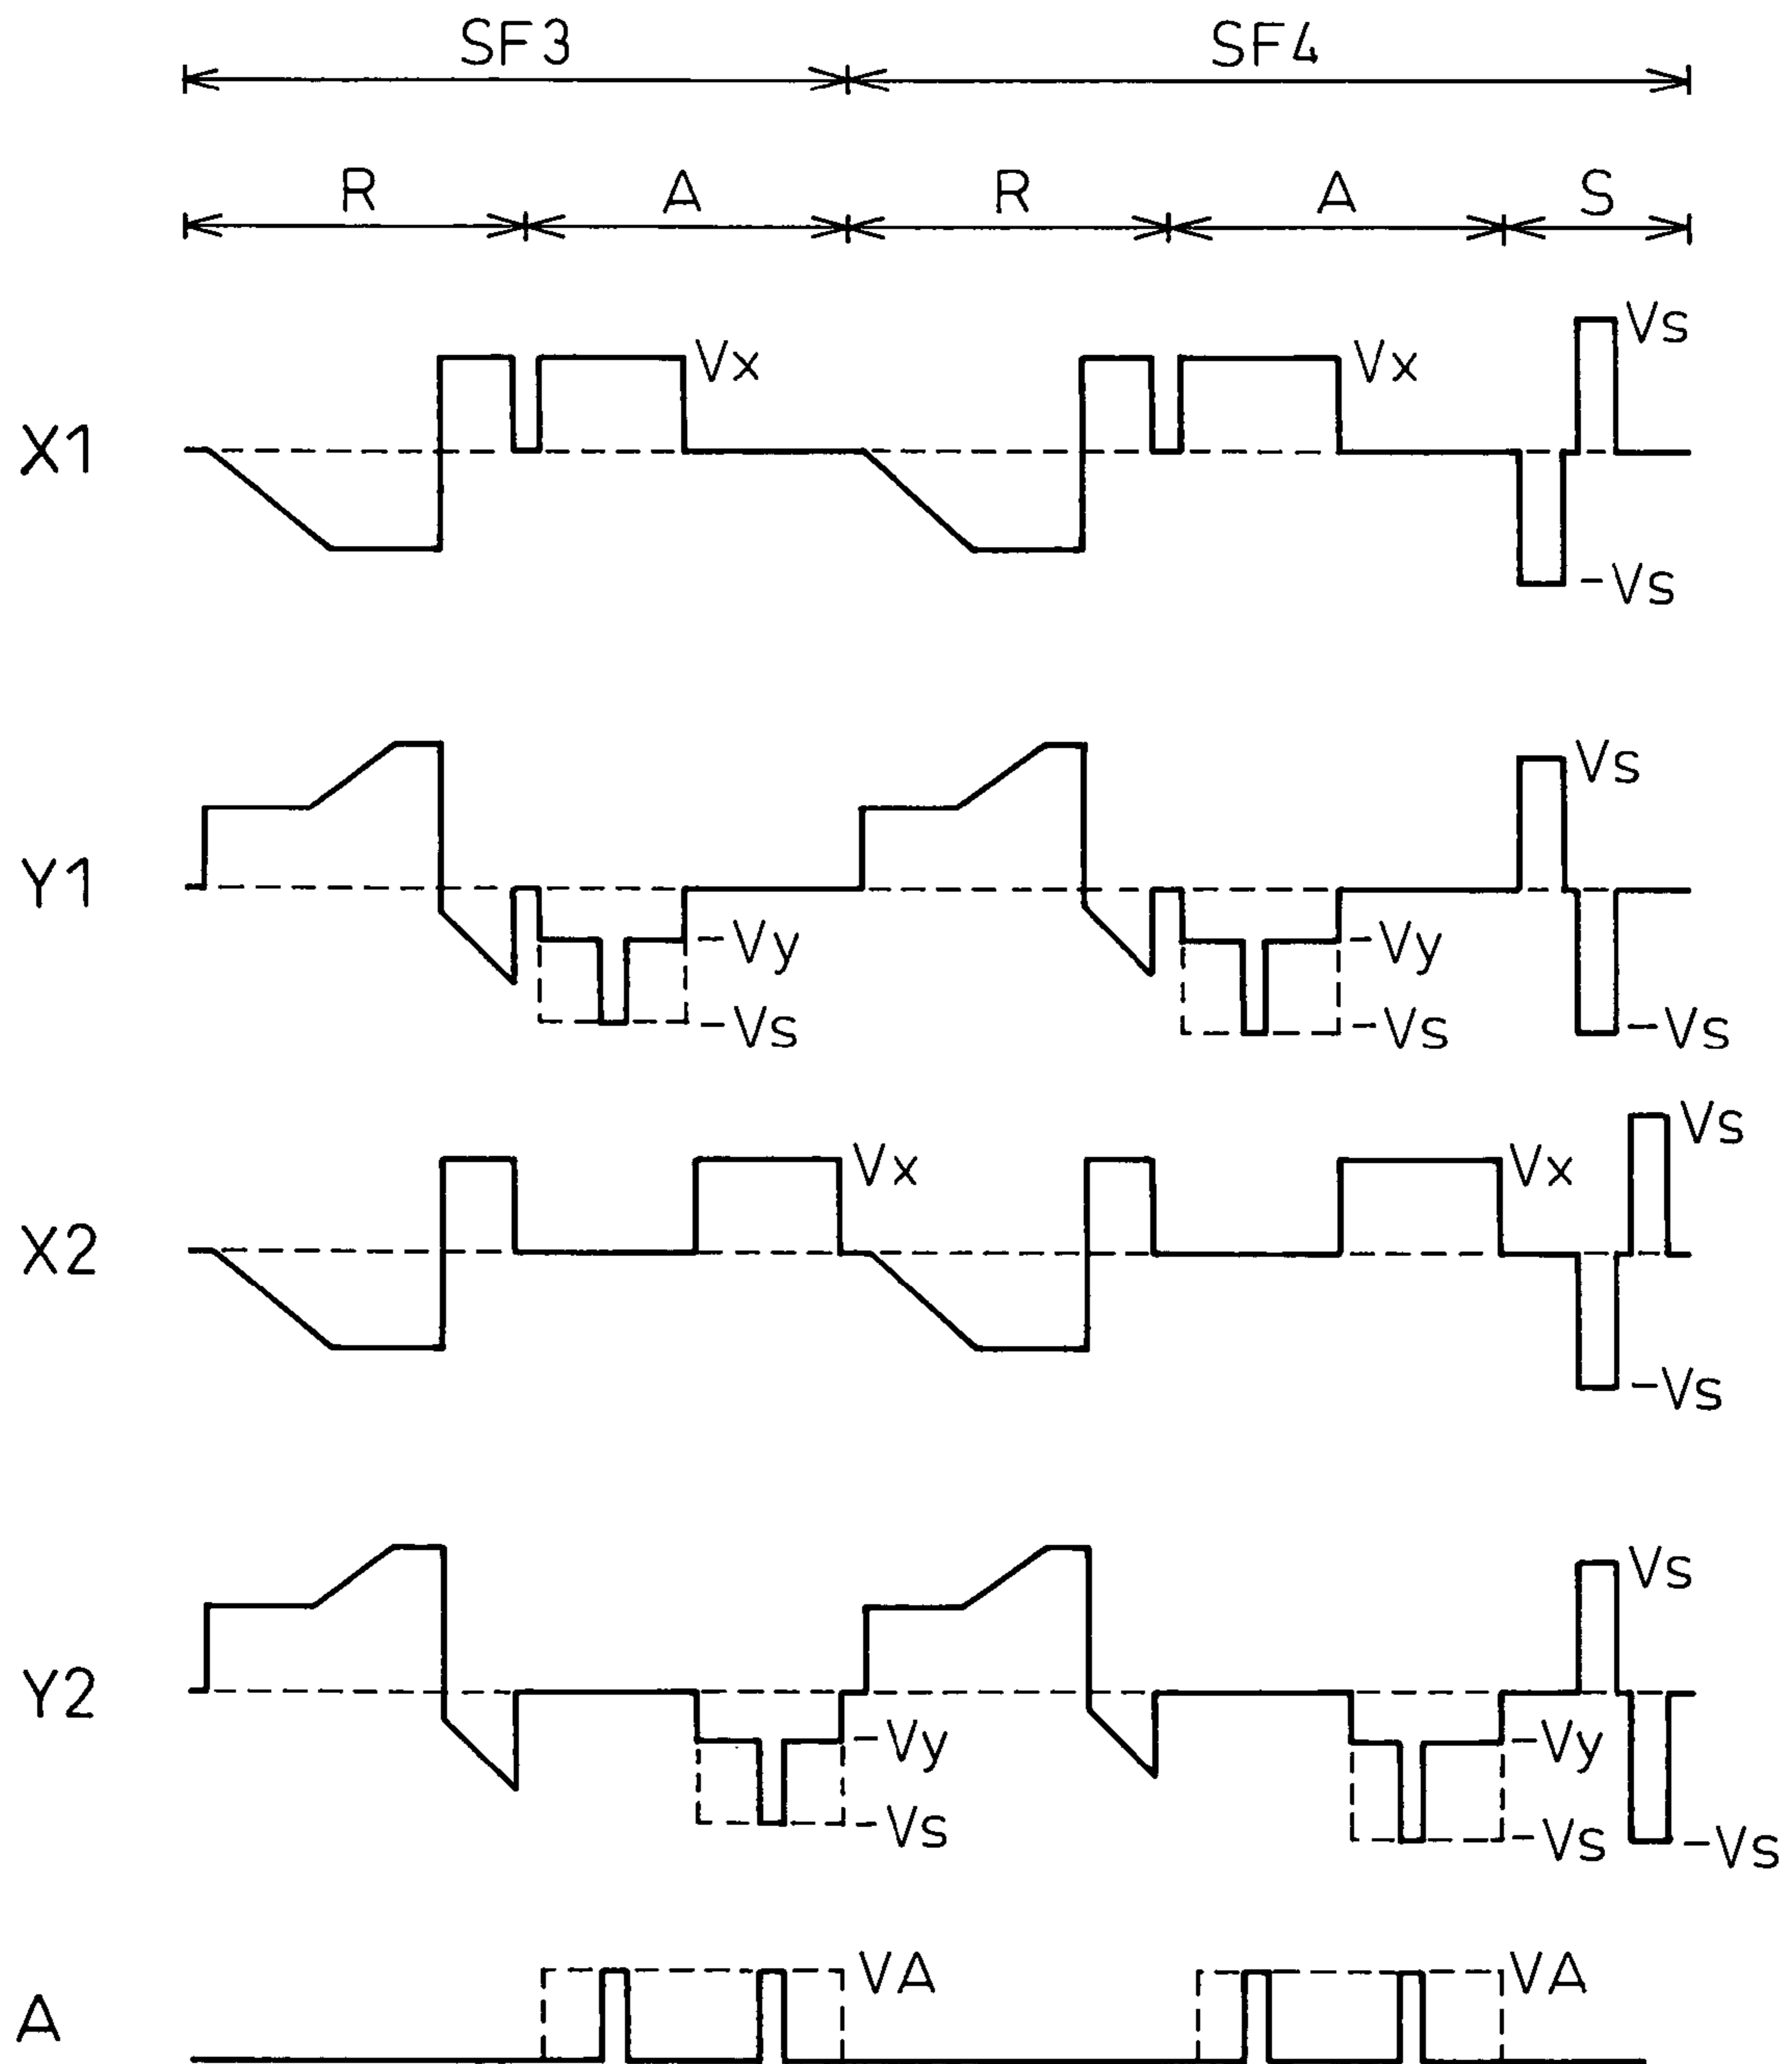 SF3 SF4
R A R A S
X1 Vx Vx Vs
-Vs
Y1 Vs
-Vy -Vy
-Vs -Vs -Vs
X2 Vx Vx Vs
-Vs
Y2 Vs
-Vy -Vy
-Vs -Vs -Vs
A VA VA